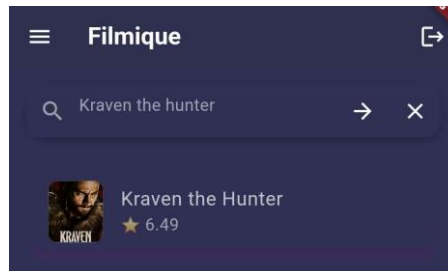 Filmique
Kraven the hunter
Kraven the Hunter
6.49
KRAVEN